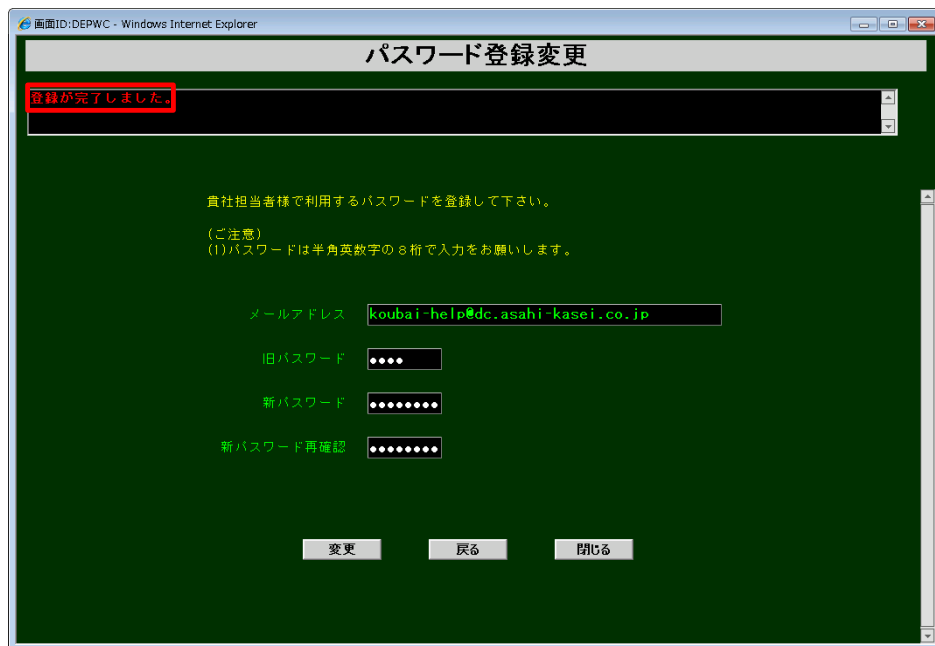 画面ID:DEPWC - Windows Internet Explorer
パスワード登録変更
登録が完了しました。
貴社担当者様で利用するパスワードを登録して下さい。
(ご注意)
(1)パスワードは半角英数字の８桁で入力をお願いします。
メールアドレス koubai-help@dc.asahi-kasei.co.jp
旧パスワード ●●●●
新パスワード ●●●●●●●●
新パスワード再確認 ●●●●●●●●
変更 戻る 閉じる